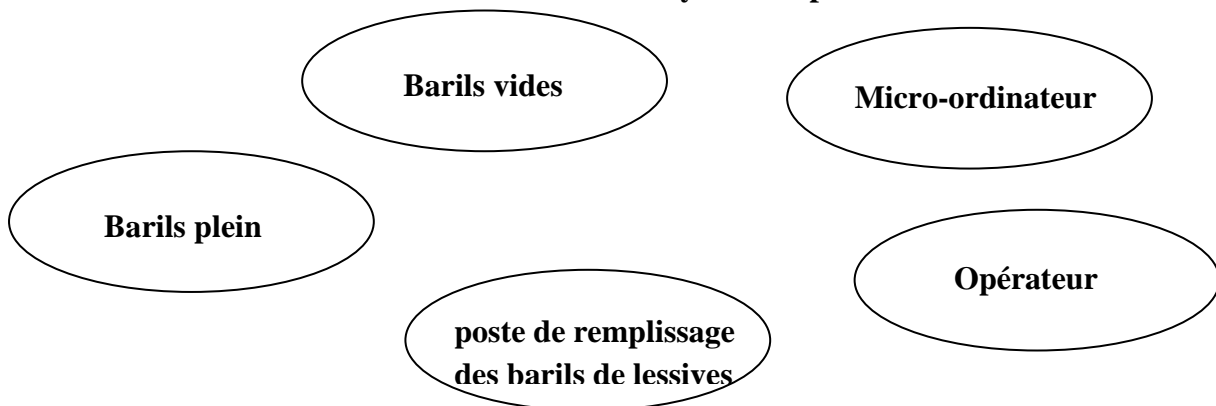 Barils vides
Micro-ordinateur
Barils plein
Opérateur
poste de remplissage
des barils de lessives